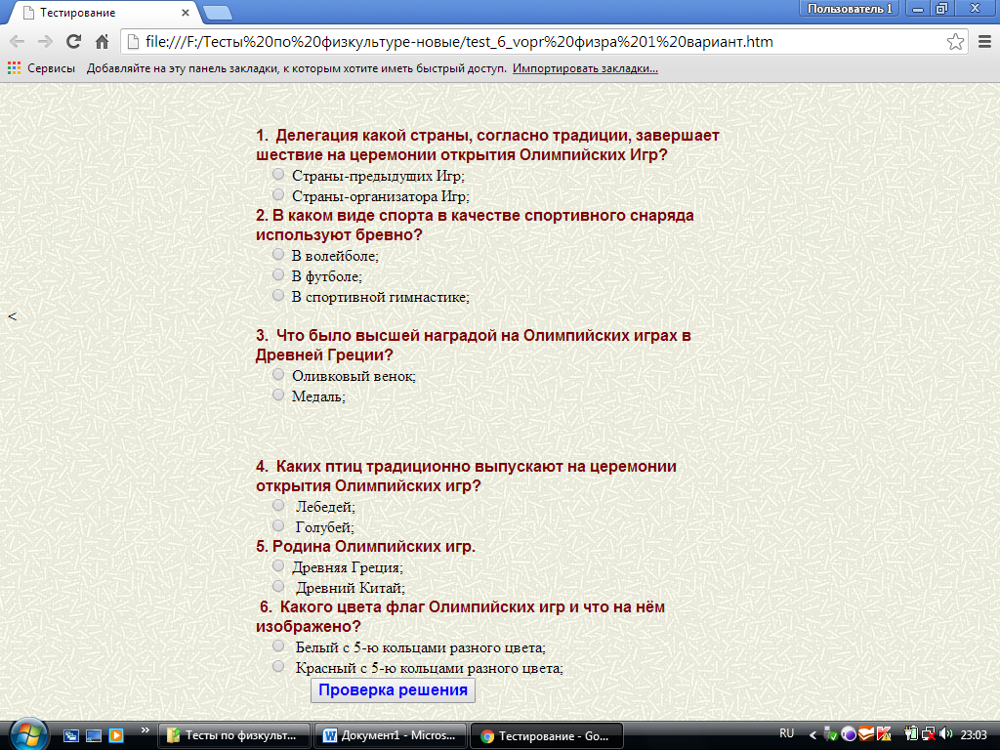 Тестирование
Пользователь 1
file:///F:/Тесты%20по%20физкультуре-новые/test_6_vopr%20физра%201%20вариант.htm
Сервисы Добавляйте на эту панель закладки, к которым хотите иметь быстрый доступ. Импортировать закладки...
1. Делегация какой страны, согласно традиции, завершает
шествие на церемонии открытия Олимпийских Игр?
Страны-предыдуших Игр;
Страны-организатора Игр;
2. В каком виде спорта в качестве спортивного снаряда
используют бревно?
В волейболе;
В футболе;
В спортивной гимнастике;
<
3. Что было высшей наградой на Олимпийских играх в
Древней Греции?
Оливковый венок;
Медаль;
4. Каких птиц традиционно выпускают на церемонии
открытия Олимпийских игр?
Лебедей;
Голубей;
5. Родина Олимпийских игр.
Древняя Греция;
Древний Китай;
6. Какого цвета флаг Олимпийских игр и что на нём
изображено?
Белый с 5-ю кольцами разного цвета;
Красный с 5-ю кольцами разного цвета;
Проверка решения
Тесты по физкульт... Документ1 - Micros... Тестирование - Go... RU 23:03